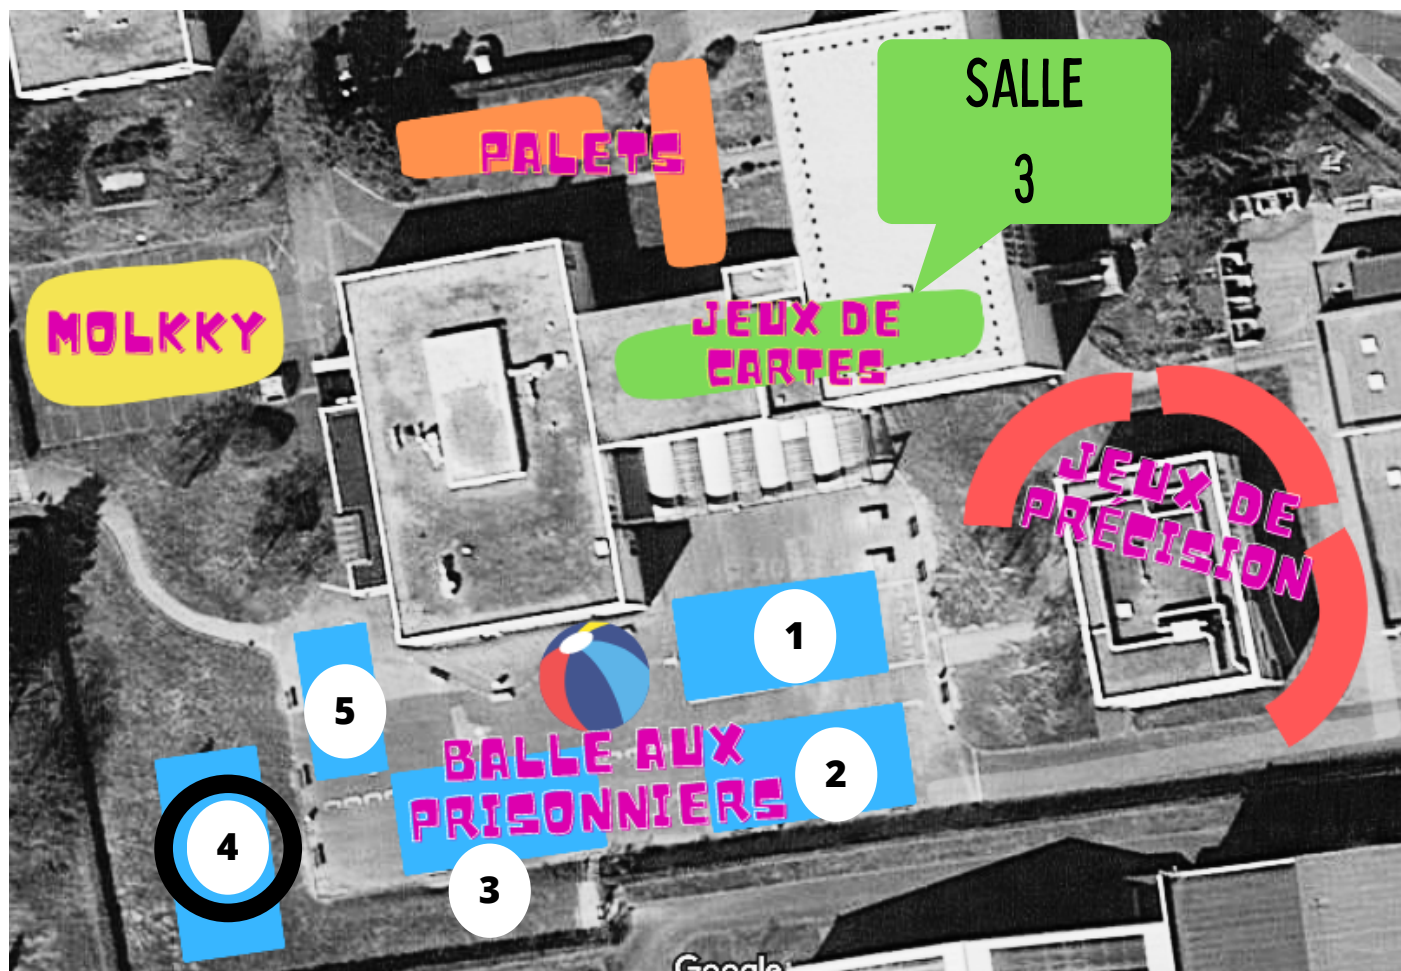 SALLE
3
PALETS
MOLKKY
JEUX DE
CARTES
JEUX DE
PRÉCISION
1
5
BALLE AUX
PRISONNIERS
2
4
3
Google